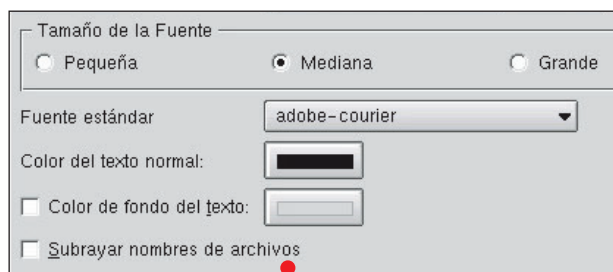 Tamaño de la Fuente
Pequeña Mediana Grande
Fuente estándar adobe-courier
Color del texto normal:
Color de fondo del texto:
Subrayar nombres de archivos